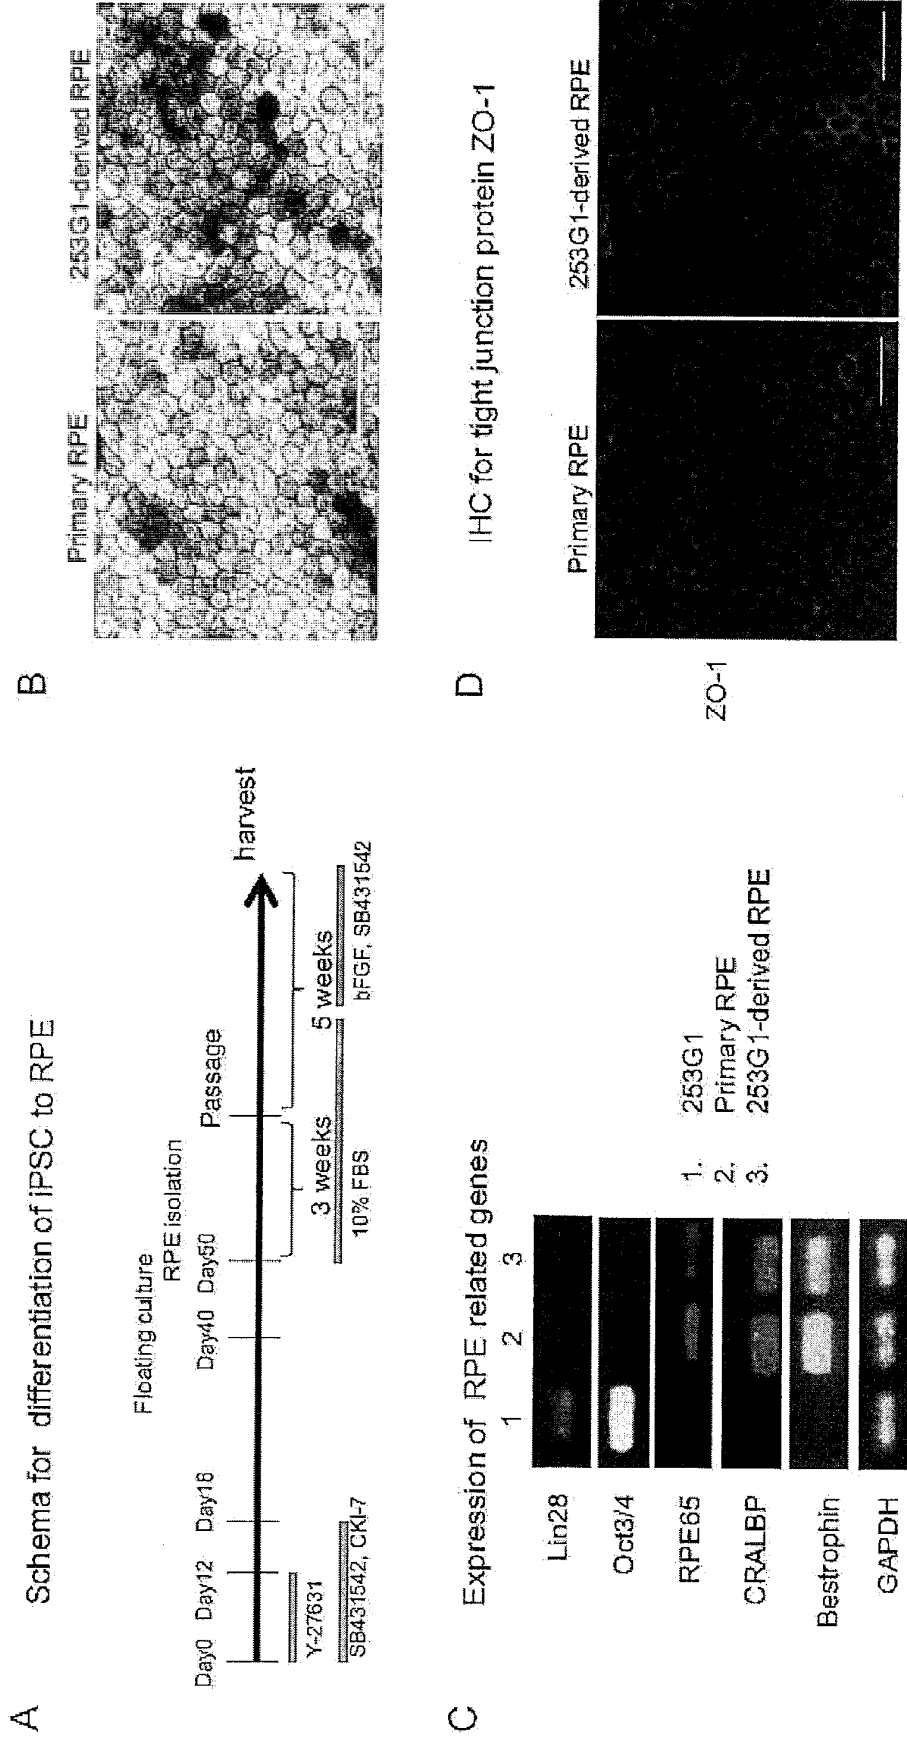 A
Schema for differentiation of iPSC to RPE
Floating culture
RPE isolation
Day0 Day12 Day18 Day40 Day50 Passage
harvest
Y-27631
SB431542, CKI-7
3 weeks
5 weeks
10% FBS
bFGF, SB431542
B
Primary RPE
253G1-derived RPE
C
Expression of RPE related genes
1 2 3
Lin28
Oct3/4
RPE65
CRALBP
Bestrophin
GAPDH
1. 253G1
2. Primary RPE
3. 253G1-derived RPE
D
IHC for tight junction protein ZO-1
Primary RPE
253G1-derived RPE
ZO-1